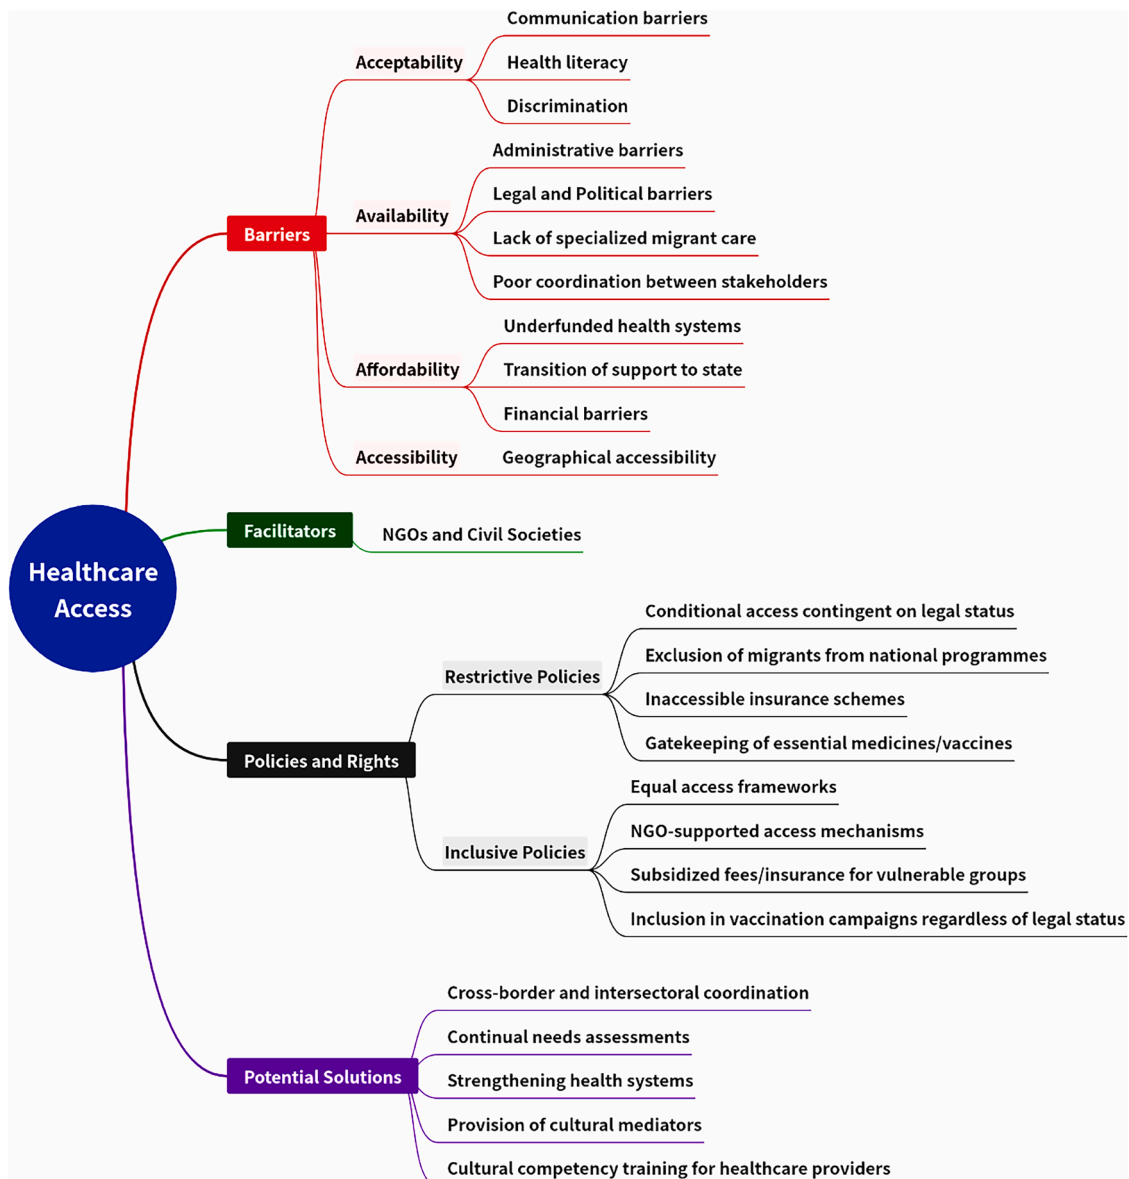 Communication barriers
Acceptability
Health literacy
Discrimination
Administrative barriers
Legal and Political barriers
Availability
Barriers
Lack of specialized migrant care
Poor coordination between stakeholders
Underfunded health systems
Affordability
Transition of support to state
Financial barriers
Accessibility
Geographical accessibility
Facilitators
NGOs and Civil Societies
Healthcare
Access
Conditional access contingent on legal status
Exclusion of migrants from national programmes
Restrictive Policies
Inaccessible insurance schemes
Gatekeeping of essential medicines/vaccines
Policies and Rights
Equal access frameworks
NGO-supported access mechanisms
Inclusive Policies
Subsidized fees/insurance for vulnerable groups
Inclusion in vaccination campaigns regardless of legal status
Cross-border and intersectoral coordination
Continual needs assessments
Potential Solutions
Strengthening health systems
Provision of cultural mediators
Cultural competency training for healthcare providers